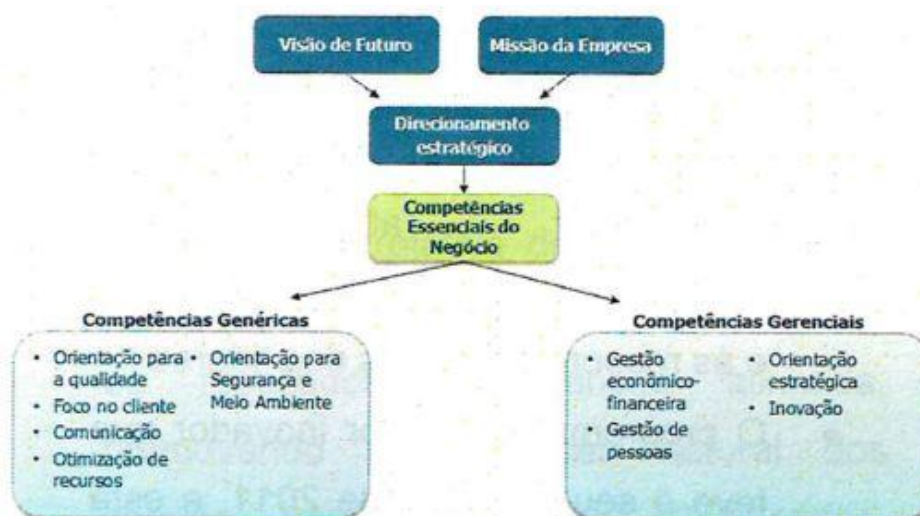 Visão de Futuro
Missão da Empresa
Direcionamento
estratégico
Competências
Essenciais do
Negócio
Competências Genéricas
• Orientação para
a qualidade
• Foco no cliente
• Comunicação
• Otimização de
recursos
• Orientação para
Segurança e
Meio Ambiente
Competências Gerenciais
• Gestão
econômico-
financeira
• Gestão de
pessoas
• Orientação
estratégica
• Inovação